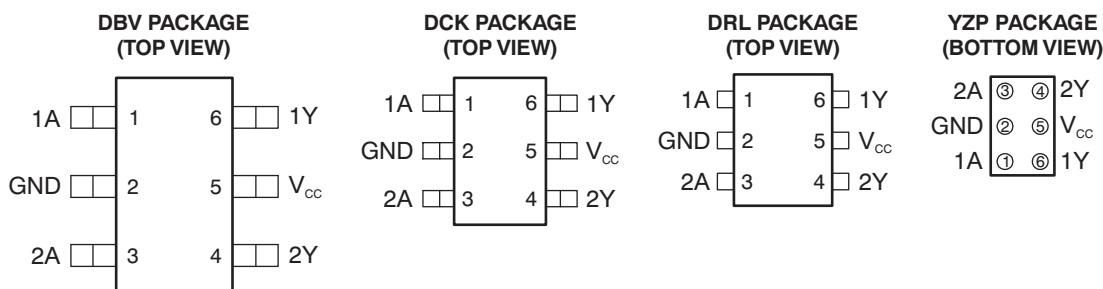 DBV PACKAGE
(TOP VIEW)
1A 1 6 1Y
GND 2 5 VCC
2A 3 4 2Y
DCK PACKAGE
(TOP VIEW)
1A 1 6 1Y
GND 2 5 VCC
2A 3 4 2Y
DRL PACKAGE
(TOP VIEW)
1A 1 6 1Y
GND 2 5 VCC
2A 3 4 2Y
YZP PACKAGE
(BOTTOM VIEW)
2A ③ ④ 2Y
GND ② ⑤ VCC
1A ① ⑥ 1Y